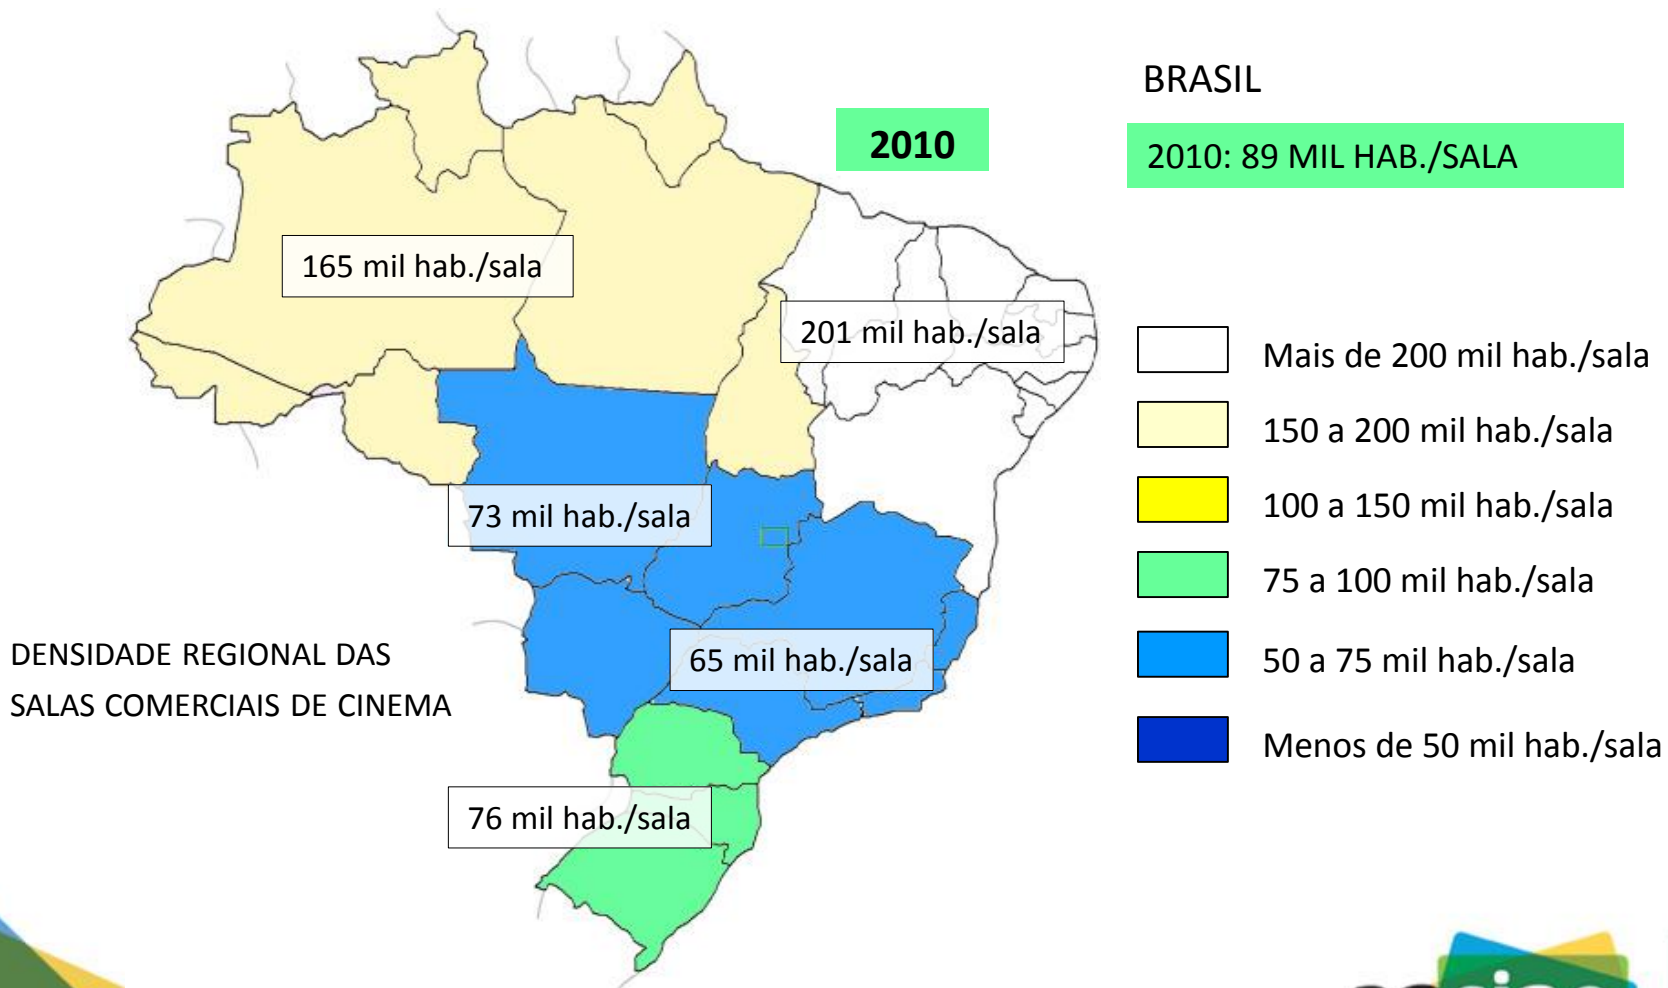 BRASIL
2010
2010: 89 MIL HAB./SALA
165 mil hab./sala
201 mil hab./sala
73 mil hab./sala
65 mil hab./sala
76 mil hab./sala
Mais de 200 mil hab./sala
150 a 200 mil hab./sala
100 a 150 mil hab./sala
75 a 100 mil hab./sala
50 a 75 mil hab./sala
Menos de 50 mil hab./sala
DENSIDADE REGIONAL DAS
SALAS COMERCIAIS DE CINEMA